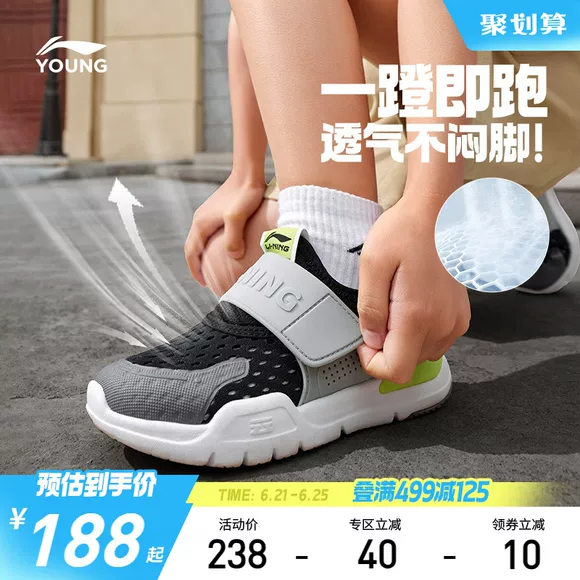 YOUNG
聚划算
一蹬即跑
透气不闷脚!
LI-NING
-NING
预估到手价
¥188起
TIME: 6.21-6.25
叠满499减125
活动价 专区立减 领券立减
238 - 40 - 10